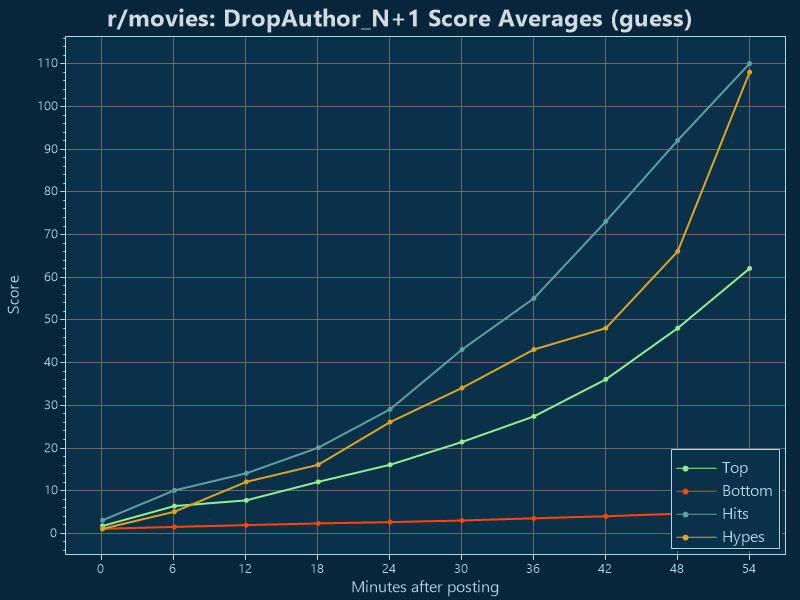 r/movies: DropAuthor_N+1 Score Averages (guess)
Score
110
100
90
80
70
60
50
40
30
20
10
0
0 6 12 18 24 30 36 42 48 54
Minutes after posting
Top
Bottom
Hits
Hypes